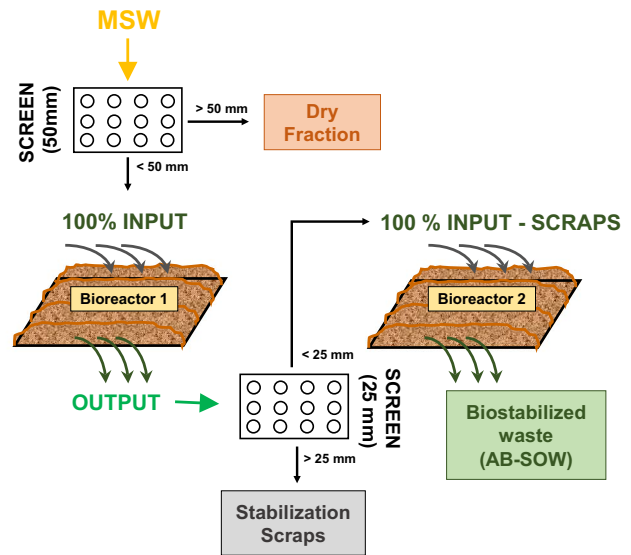 MSW
SCREEN
(50mm)
> 50 mm
Dry
Fraction
< 50 mm
100% INPUT
100 % INPUT - SCRAPS
Bioreactor 1
Bioreactor 2
< 25 mm
OUTPUT
SCREEN
(25 mm)
> 25 mm
Biostabilized
waste
(AB-SOW)
Stabilization
Scraps